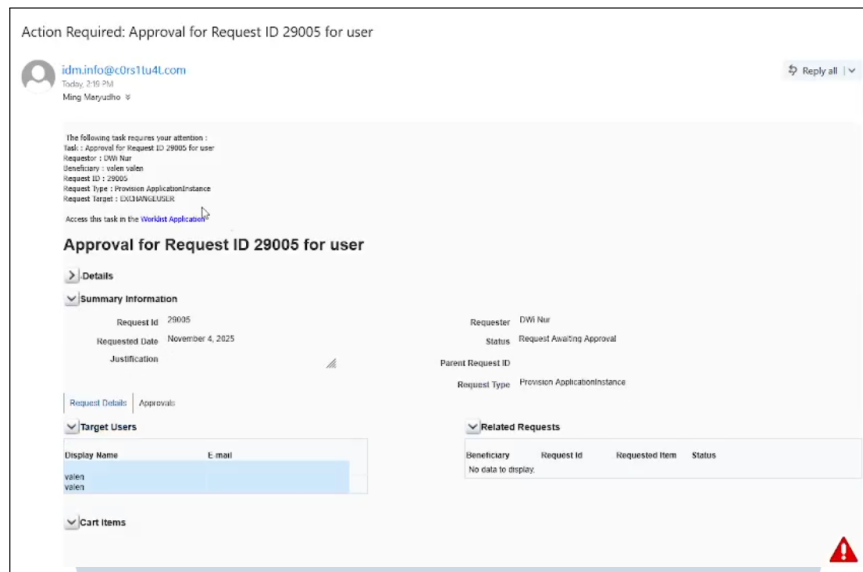 Action Required: Approval for Request ID 29005 for user
idm.info@c0rs1tu4t.com
Reply all
Today, 2:19 PM
Ming Maryudho
The following task requires your attention :
Task : Approval for Request ID 29005 for user
Requestor : DWi Nur
Beneficiary : valen valen
Request ID : 29005
Request Type : Provision ApplicationInstance
Request Target : EXCHANGEUSER
Access this task in the Worklist Application
Approval for Request ID 29005 for user
Details
Summary Information
Request Id 29005
Requested Date November 4, 2025
Justification
Requester DWi Nur
Status Request Awaiting Approval
Parent Request ID
Request Type Provision ApplicationInstance
Request Details Approvals
Target Users
Display Name E mail
valen
valen
Related Requests
Beneficiary Request Id Requested Item Status
No data to display.
Cart Items